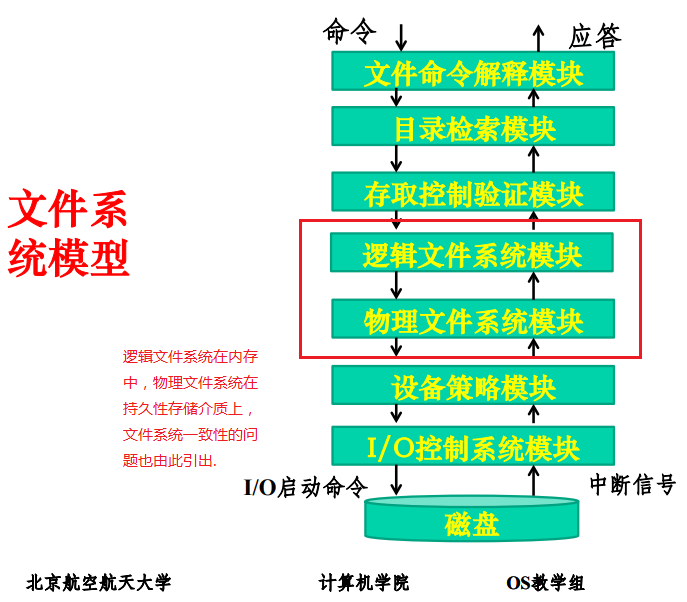 命令
应答
文件命令解释模块
目录检索模块
存取控制验证模块
文件系
统模型
逻辑文件系统模块
物理文件系统模块
逻辑文件系统在内存
中，物理文件系统在
持久性存储介质上，
文件系统一致性的问
题也由此引出.
设备策略模块
I/O控制系统模块
I/O启动命令
中断信号
磁盘
北京航空航天大学
计算机学院
OS教学组